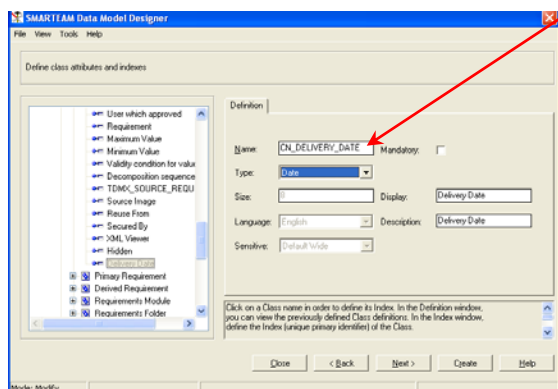 SMARTEAM Data Model Designer
File View Tools Help
Define class attributes and indexes
User which approved
Requirement
Maximum Value
Minimum Value
Validity condition for value
Decomposition sequence
TDMX_SOURCE_REQU
Source Image
Reuse From
Secured By
XML Viewer
Hidden
Delivery Date
Primary Requirement
Derived Requirement
Requirements Module
Requirements Folder
Definition
Name: CN_DELIVERY_DATE Mandatory:
Type: Date
Size: 0 Display: Delivery Date
Language: English Description: Delivery Date
Sensitive: Default Wide
Click on a Class name in order to define its Index. In the Definition window,
you can view the previously defined Class definitions. In the Index window,
define the Index (unique primary identifier) of the Class.
Close < Back Next > Create Help
Mode: Modify